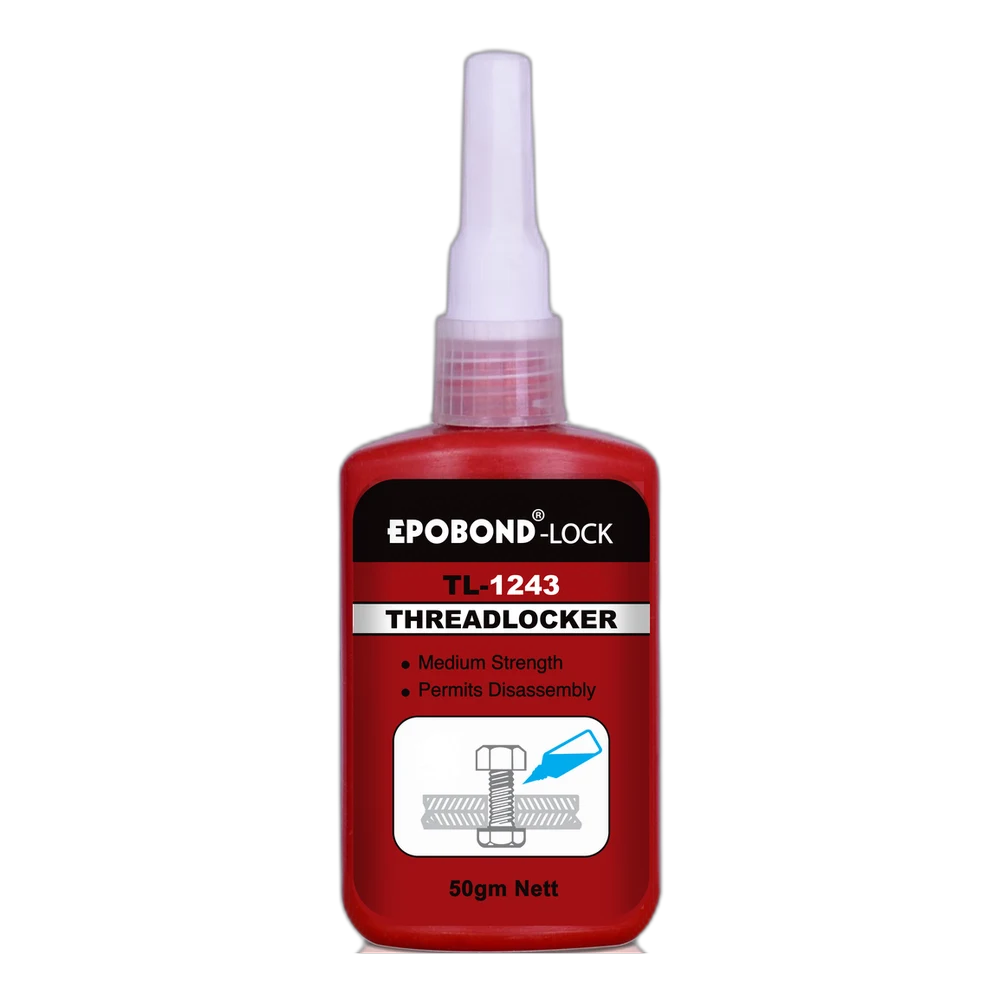 EPOBOND®-LOCK
TL-1243
THREADLOCKER
• Medium Strength
• Permits Disassembly
50gm Nett